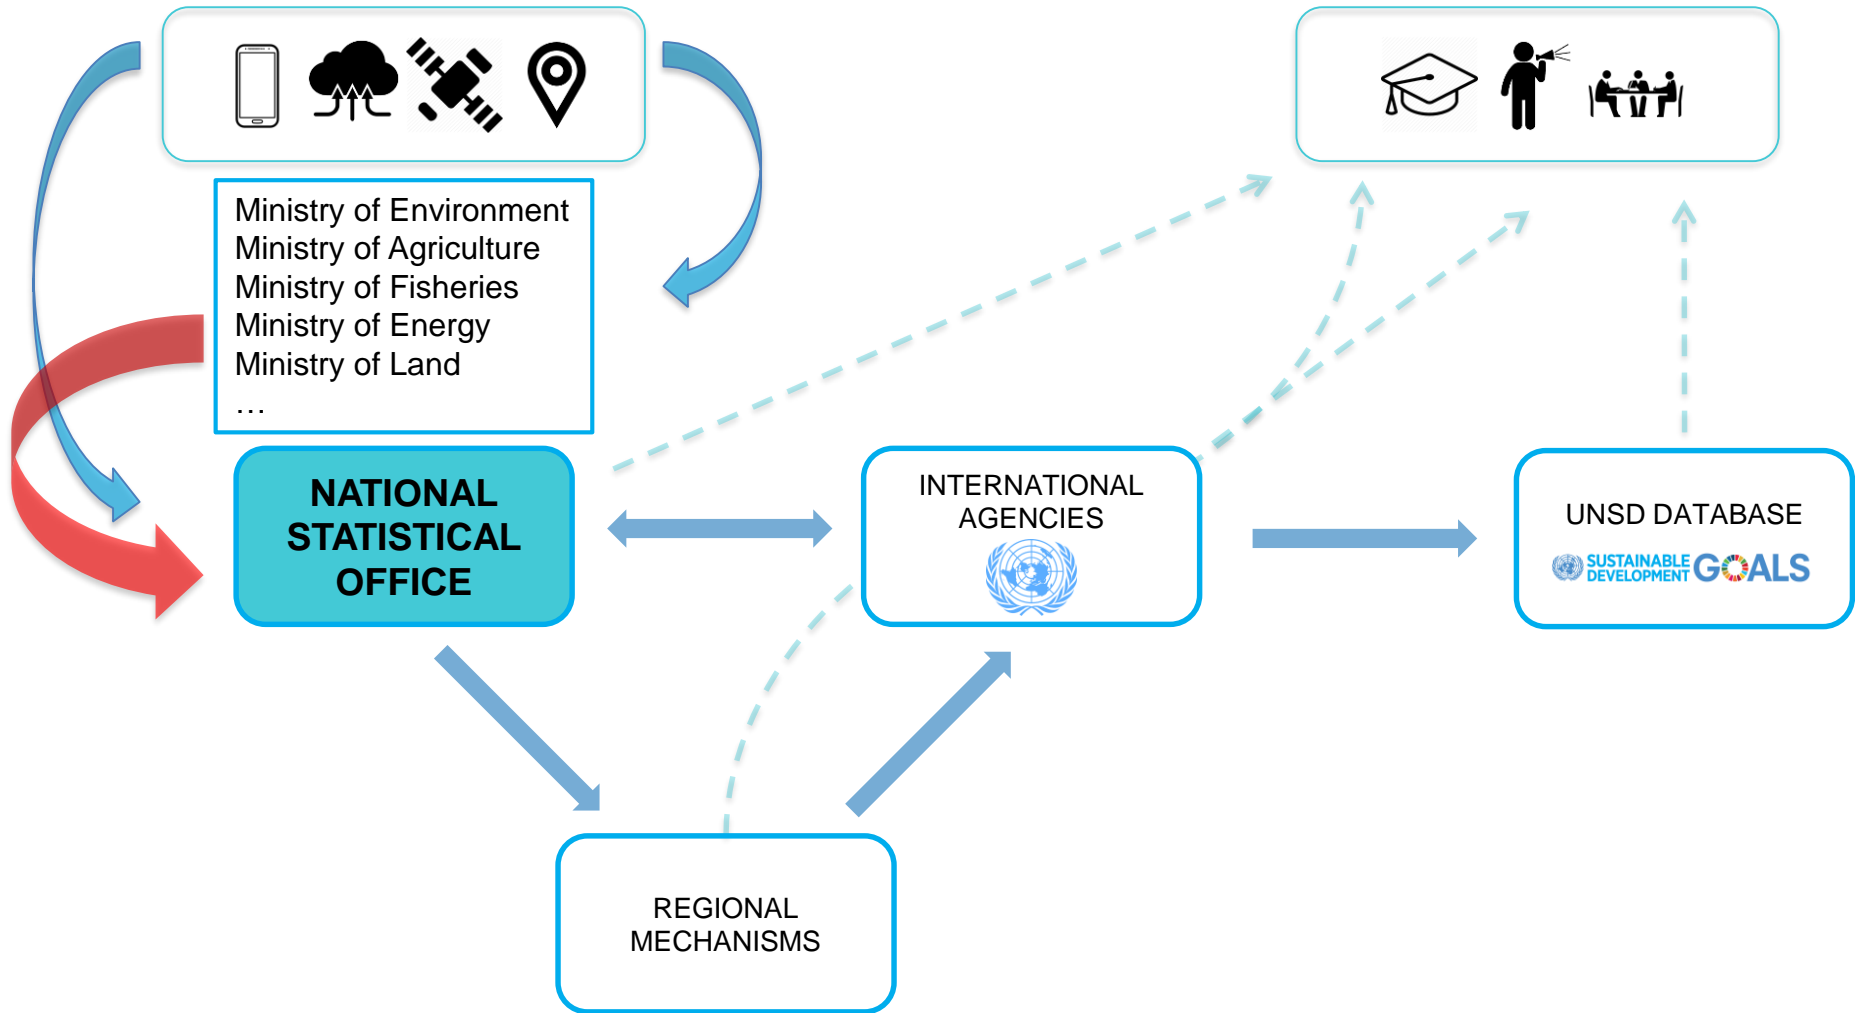 Ministry of Environment
Ministry of Agriculture
Ministry of Fisheries
Ministry of Energy
Ministry of Land
…
NATIONAL
STATISTICAL
OFFICE
INTERNATIONAL
AGENCIES
UNSD DATABASE
SUSTAINABLE
DEVELOPMENT
GOALS
REGIONAL
MECHANISMS